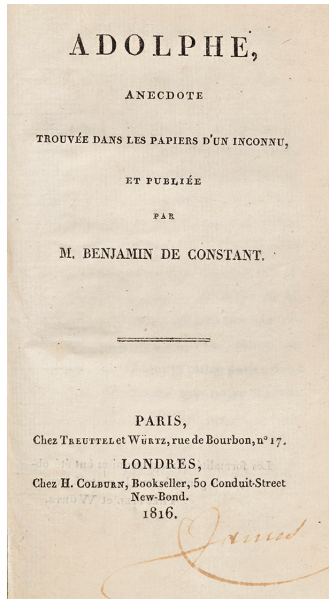 ADOLPHE,
ANECDOTE
TROUVÉE DANS LES PAPIERS D'UN INCONNU,
ET PUBLIÉE
PAR
M. BENJAMIN DE CONSTANT.
PARIS,
Chez TREUTTEL et WÜRTZ, rue de Bourbon, nº 17.
LONDRES,
Chez H. COLBURN, Bookseller, 50 Conduit-Street
New-Bond.
1816.